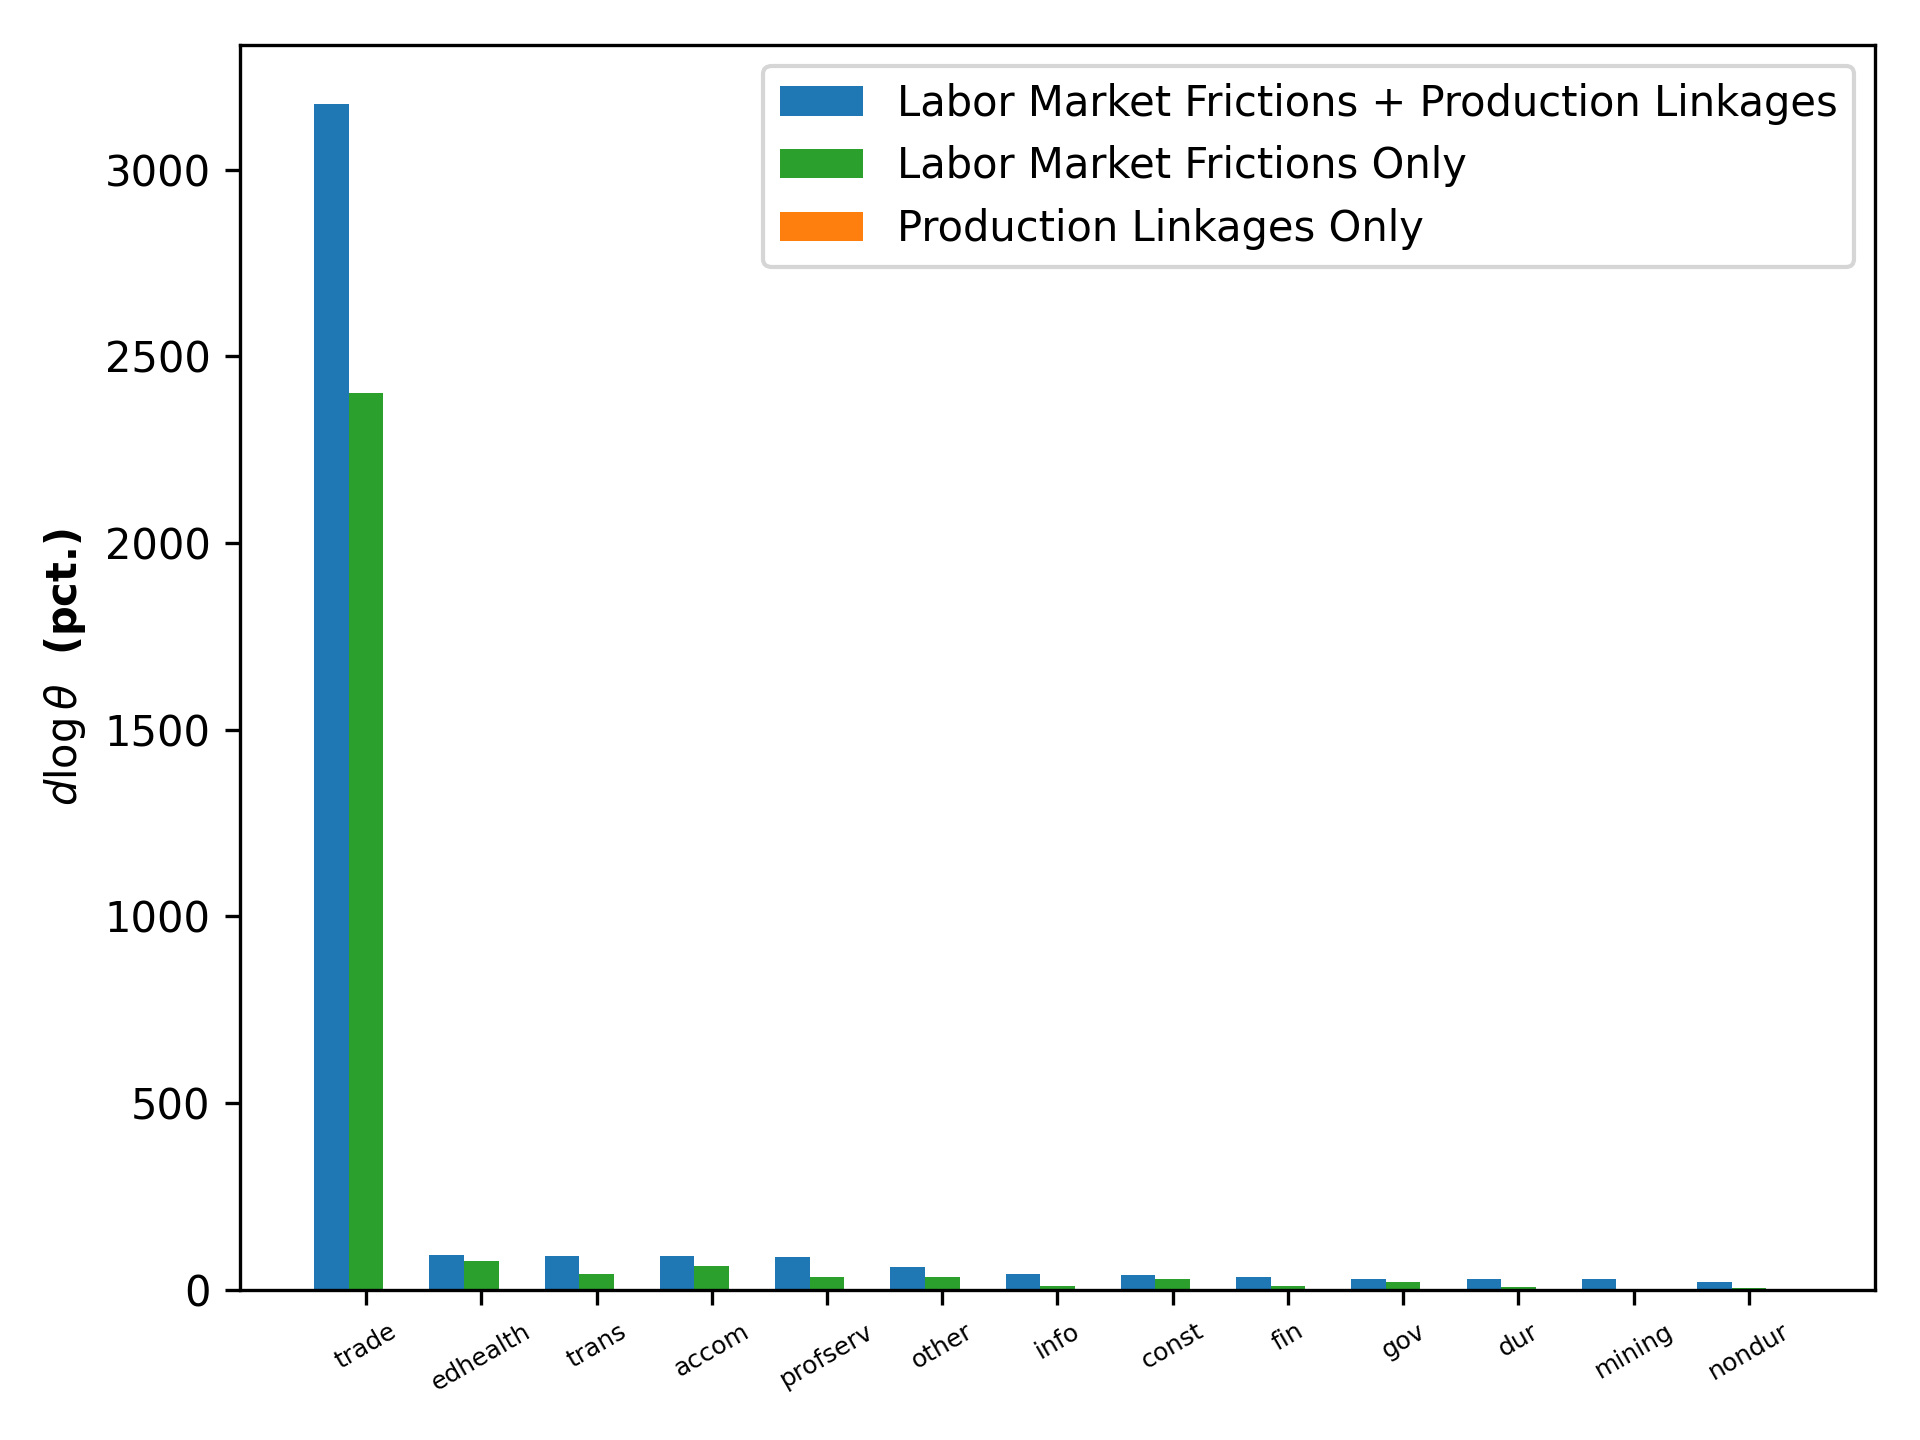 Labor Market Frictions + Production Linkages
Labor Market Frictions Only
Production Linkages Only
d log θ (pct.)
3000
2500
2000
1500
1000
500
0
trade
edhealth
trans
accom
profserv
other
info
const
fin
gov
dur
mining
nondur